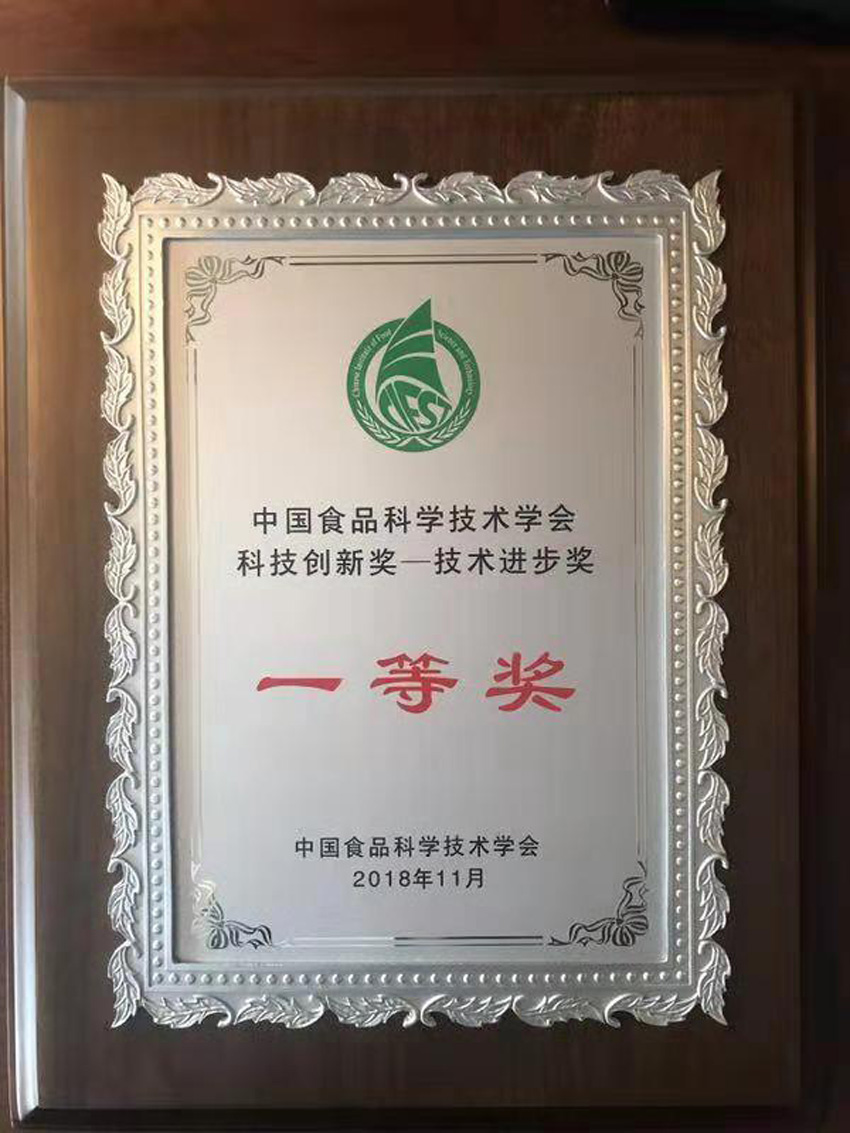 Chinese Institute of Food Science and Technology
CIFST
中国食品科学技术学会
科技创新奖—技术进步奖
一等奖
中国食品科学技术学会
2018年11月